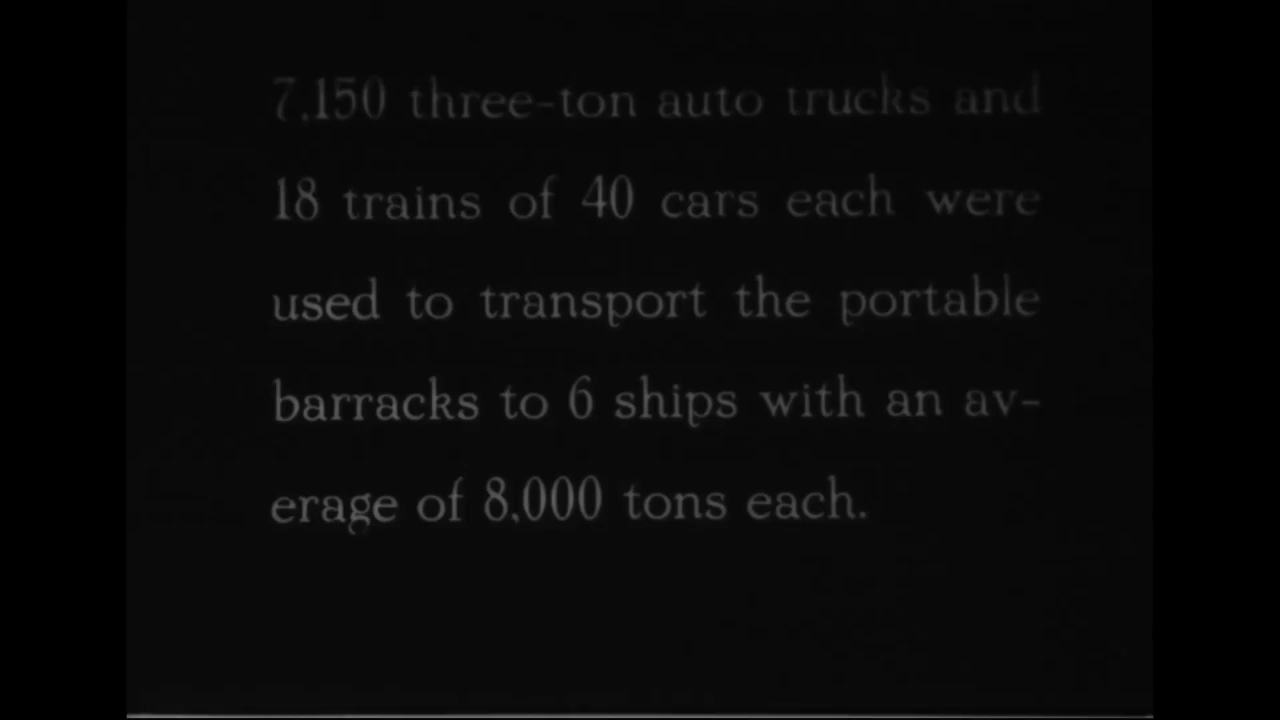 7,150 three-ton auto trucks and
18 trains of 40 cars each were
used to transport the portable
barracks to 6 ships with an av-
erage of 8,000 tons each.